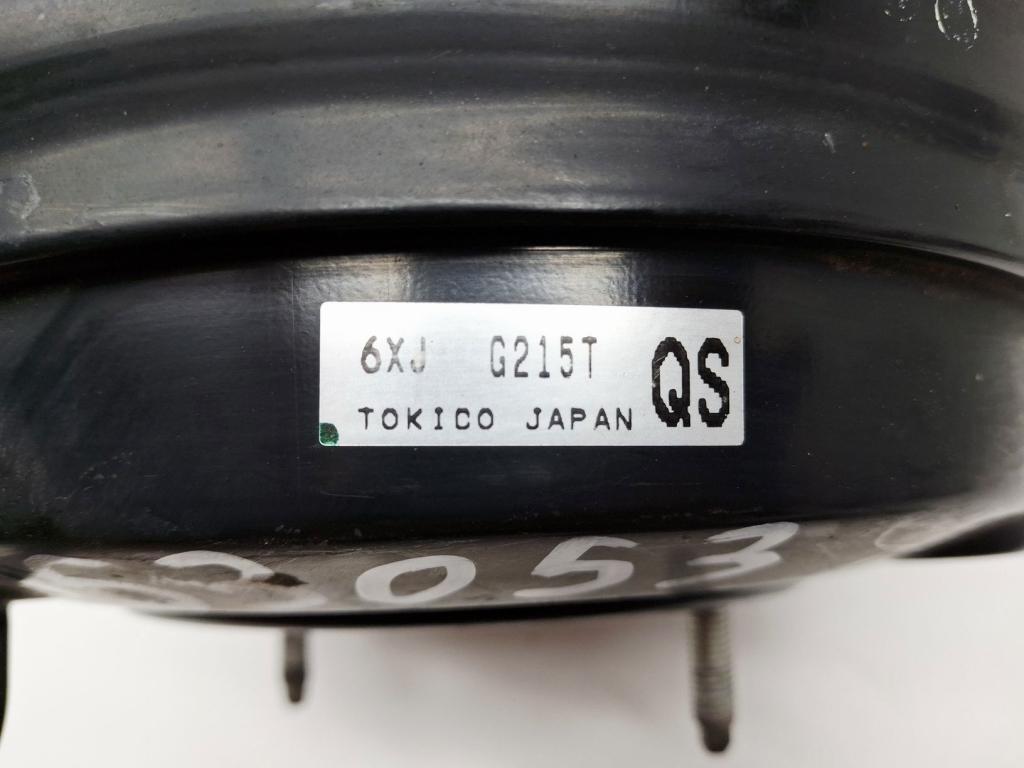 6XJ G215T QS
TOKICO JAPAN